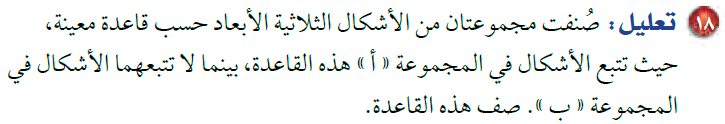 ١٨ تعليل: صُنفت مجموعتان من الأشكال الثلاثية الأبعاد حسب قاعدة معينة،
حيث تتبع الأشكال في المجموعة « أ » هذه القاعدة، بينما لا تتبعهما الأشكال في
المجموعة « ب ». صف هذه القاعدة.